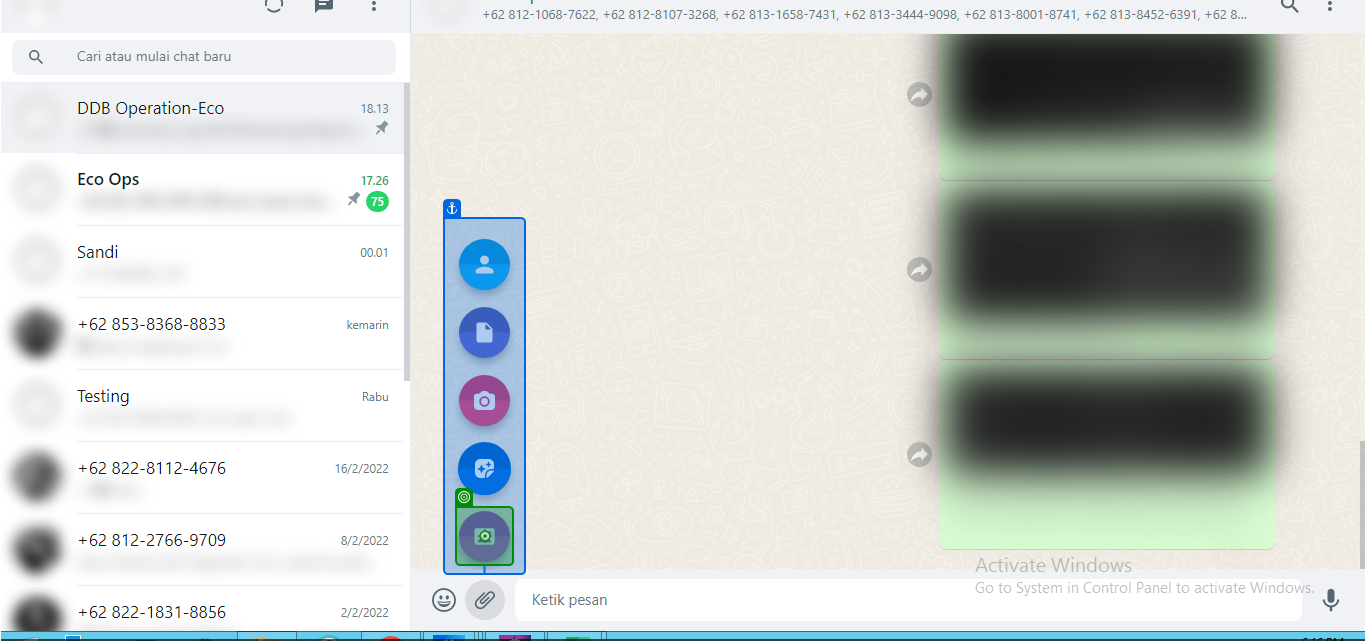 +62 812-1068-7622, +62 812-8107-3268, +62 813-1658-7431, +62 813-3444-9098, +62 813-8001-8741, +62 813-8452-6391, +62 8...
Cari atau mulai chat baru
DDB Operation-Eco
18.13
Eco Ops
17.26
75
Sandi
00.01
+62 853-8368-8833
kemarin
Testing
Rabu
+62 822-8112-4676
16/2/2022
+62 812-2766-9709
8/2/2022
+62 822-1831-8856
2/2/2022
Ketik pesan
Activate Windows
Go to System in Control Panel to activate Windows.